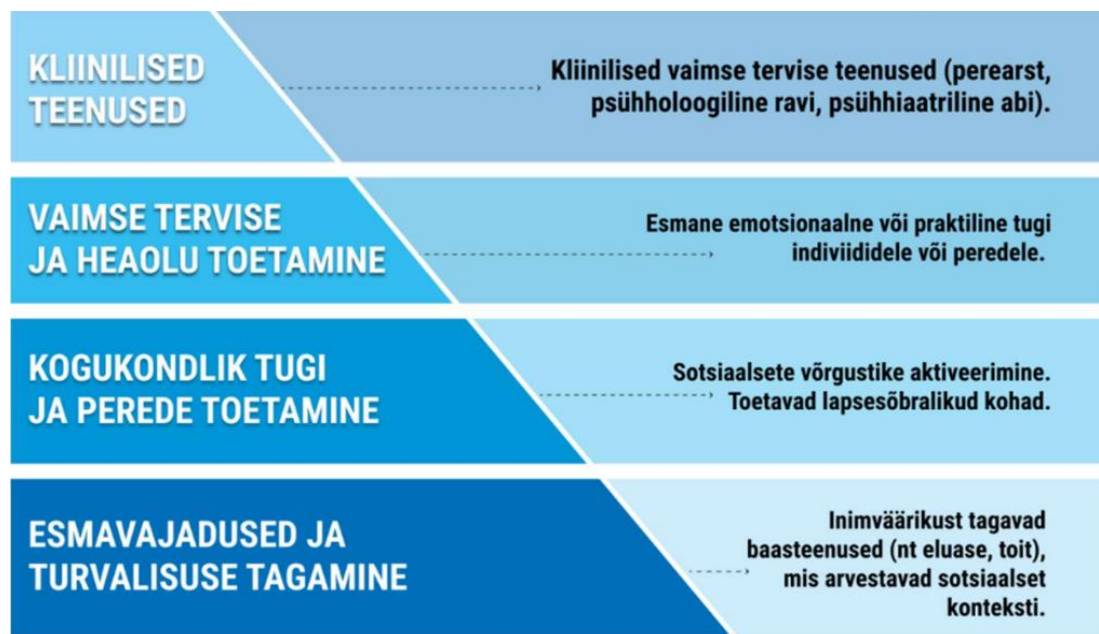 KLIINILISED
TEENUSED
Kliinilised vaimse tervise teenused (perearst,
psühholoogiline ravi, psühhiaatriline abi).
VAIMSE TERVISE
JA HEAOLU TOETAMINE
Esmane emotsionaalne või praktiline tugi
indiviididele või peredele.
KOGUKONDLIK TUGI
JA PEREDE TOETAMINE
Sotsiaalsete võrgustike aktiveerimine.
Toetavad lapsesõbralikud kohad.
ESMAVAJADUSED JA
TURVALISUSE TAGAMINE
Inimväärikust tagavad
baasteenused (nt eluase, toit),
mis arvestavad sotsiaalset
konteksti.